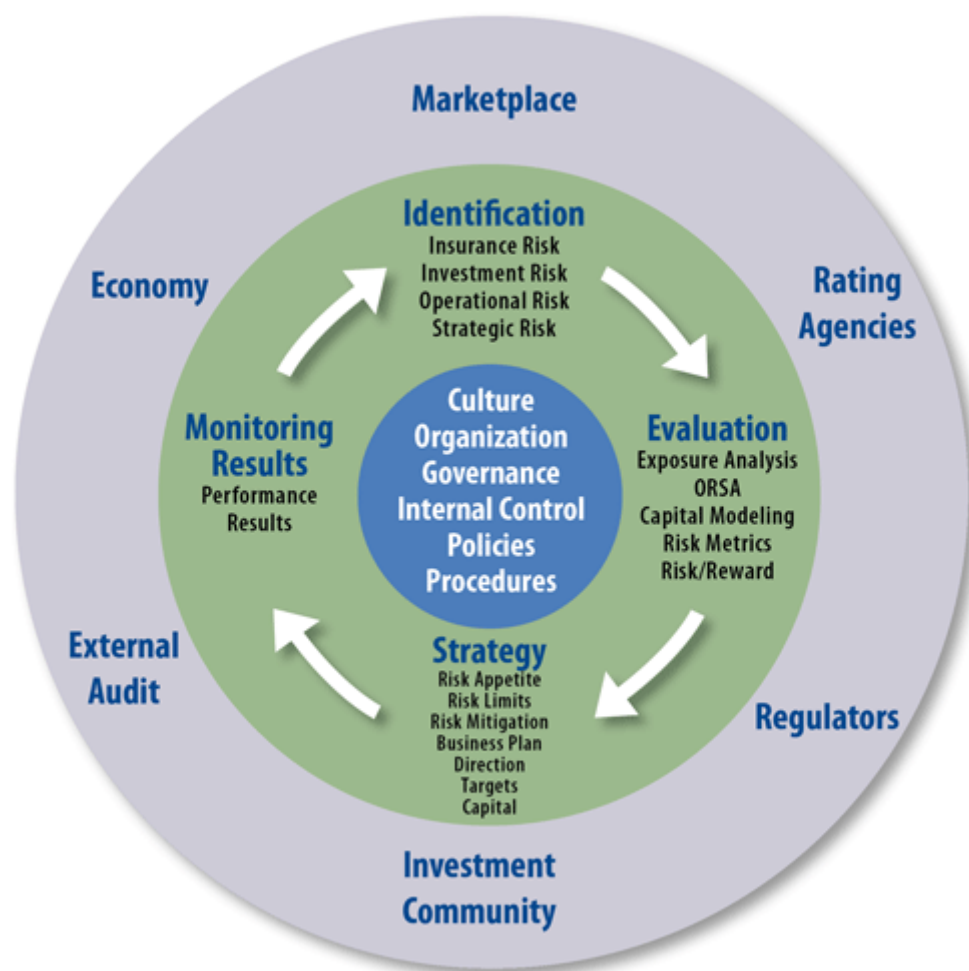 Marketplace
Identification
Insurance Risk
Investment Risk
Operational Risk
Strategic Risk
Economy
Rating
Agencies
Monitoring
Results
Performance
Results
Culture
Organization
Governance
Internal Control
Policies
Procedures
Evaluation
Exposure Analysis
ORSA
Capital Modeling
Risk Metrics
Risk/Reward
Strategy
Risk Appetite
Risk Limits
Risk Mitigation
Business Plan
Direction
Targets
Capital
External
Audit
Regulators
Investment
Community